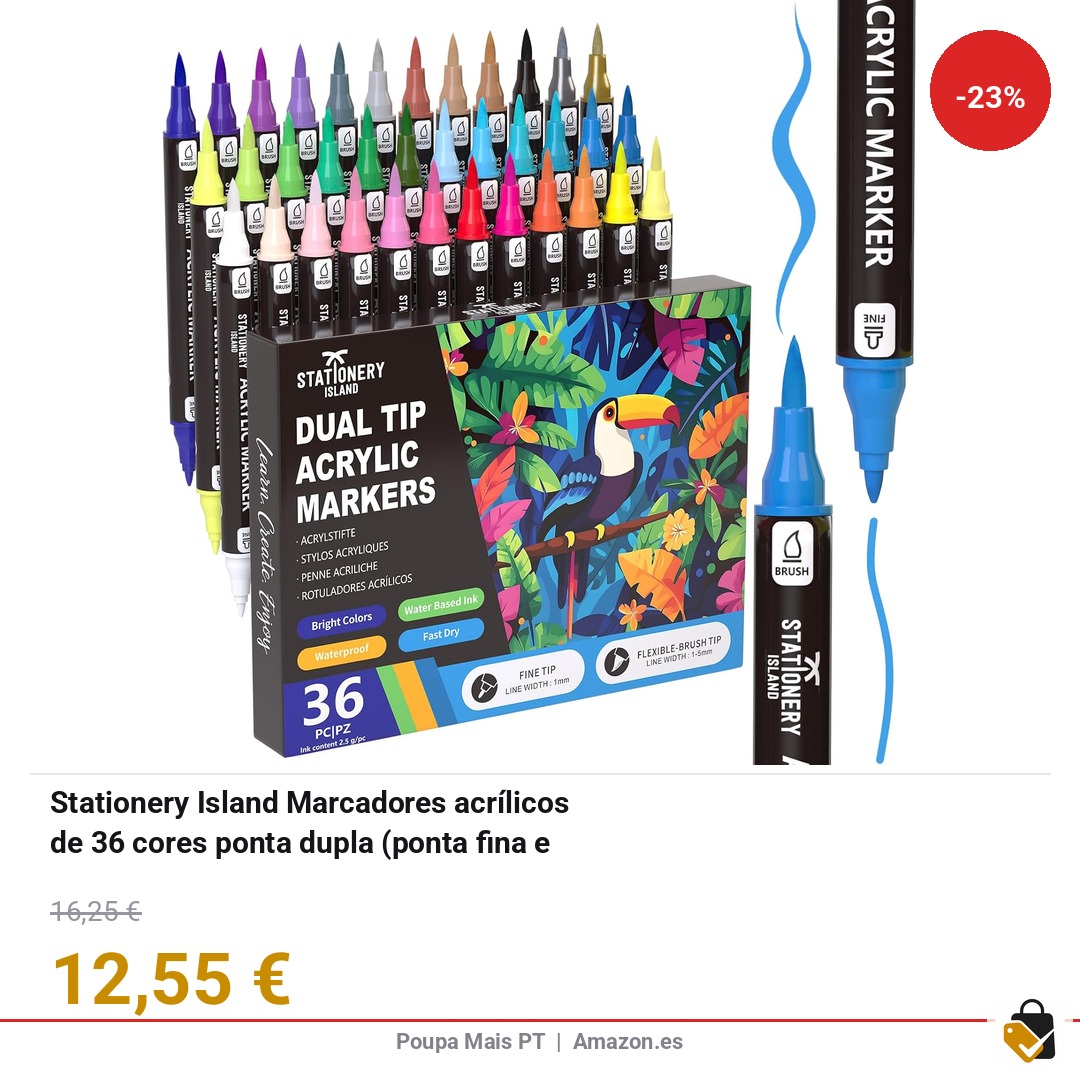 -23%
ACRYLIC MARKER
FINE
BRUSH
STATIONERY
ISLAND
STATIONERY
ISLAND
DUAL TIP
ACRYLIC
MARKERS
· ACRYLSTIFTE
· STYLOS ACRYLIQUES
· PENNE ACRILICHE
· ROTULADORES ACRÍLICOS
Bright Colors
Water Based Ink
Waterproof
Fast Dry
36
PC|PZ
Ink content 2.5 g/pc
FINE TIP
LINE WIDTH : 1mm
FLEXIBLE-BRUSH TIP
LINE WIDTH : 1-5mm
Learn, Create, Enjoy
Stationery Island Marcadores acrílicos
de 36 cores ponta dupla (ponta fina e
16,25 €
12,55 €
Poupa Mais PT | Amazon.es